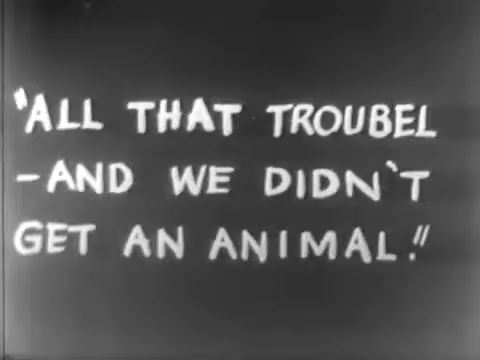 "ALL THAT TROUBEL
-AND WE DIDN`T
GET AN ANIMAL."